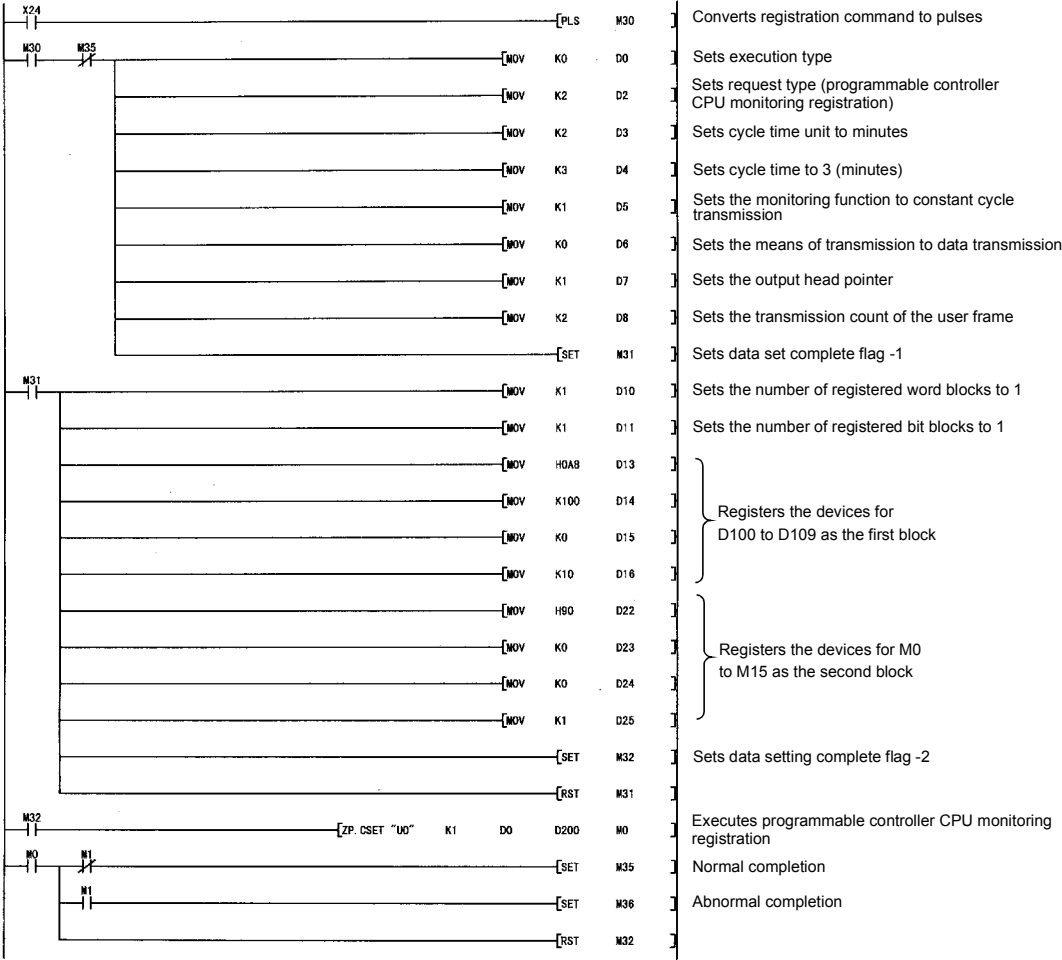 X24
[PLS M30 ] Converts registration command to pulses
M30 M35
[MOV K0 D0 ] Sets execution type
[MOV K2 D2 ] Sets request type (programmable controller
CPU monitoring registration)
[MOV K2 D3 ] Sets cycle time unit to minutes
[MOV K3 D4 ] Sets cycle time to 3 (minutes)
[MOV K1 D5 ] Sets the monitoring function to constant cycle
transmission
[MOV K0 D6 ] Sets the means of transmission to data transmission
[MOV K1 D7 ] Sets the output head pointer
[MOV K2 D8 ] Sets the transmission count of the user frame
[SET M31 ] Sets data set complete flag -1
M31
[MOV K1 D10 ] Sets the number of registered word blocks to 1
[MOV K1 D11 ] Sets the number of registered bit blocks to 1
[MOV H0A8 D13 ]
[MOV K100 D14 ]
Registers the devices for
D100 to D109 as the first block
[MOV K0 D15 ]
[MOV K10 D16 ]
[MOV H90 D22 ]
[MOV K0 D23 ]
Registers the devices for M0
to M15 as the second block
[MOV K0 D24 ]
[MOV K1 D25 ]
[SET M32 ] Sets data setting complete flag -2
[RST M31 ]
M32
[ZP.CSET "U0" K1 D0 D200 M0 ] Executes programmable controller CPU monitoring
registration
M0 M1
[SET M35 ] Normal completion
M1
[SET M36 ] Abnormal completion
[RST M32 ]